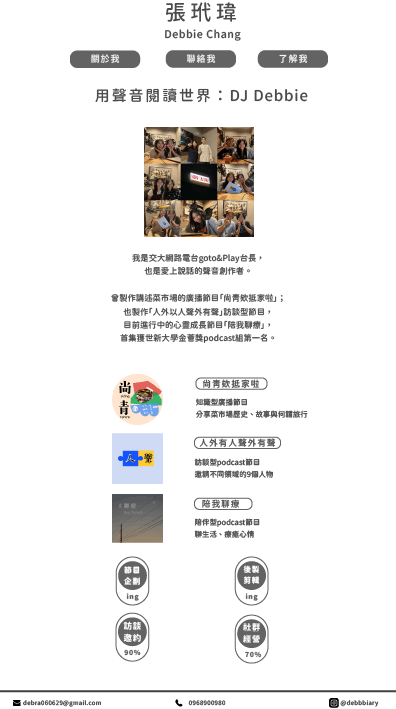 張玳瑋
Debbie Chang
關於我
聯絡我
了解我
用聲音閱讀世界：DJ Debbie
ON AIR
我是交大網路電台goto&Play台長，
也是愛上說話的聲音創作者。
曾製作講述菜市場的廣播節目「尚青欸抵家啦」；
也製作「人外以人聲外有聲」訪談型節目，
目前進行中的心靈成長節目「陪我聊療」，
首集獲世新大學金薈獎podcast組第一名。
尚青
尚青欸抵家啦
知識型廣播節目
分享菜市場歷史、故事與何謂旅行
人外有人聲外有聲
訪談型podcast節目
邀請不同領域的9個人物
陪我聊療
陪伴型podcast節目
聊生活、療癒心情
節目
企劃
ing
後製
剪輯
ing
訪談
邀約
90%
社群
經營
70%
debra060629@gmail.com
0968900980
@debbbiary